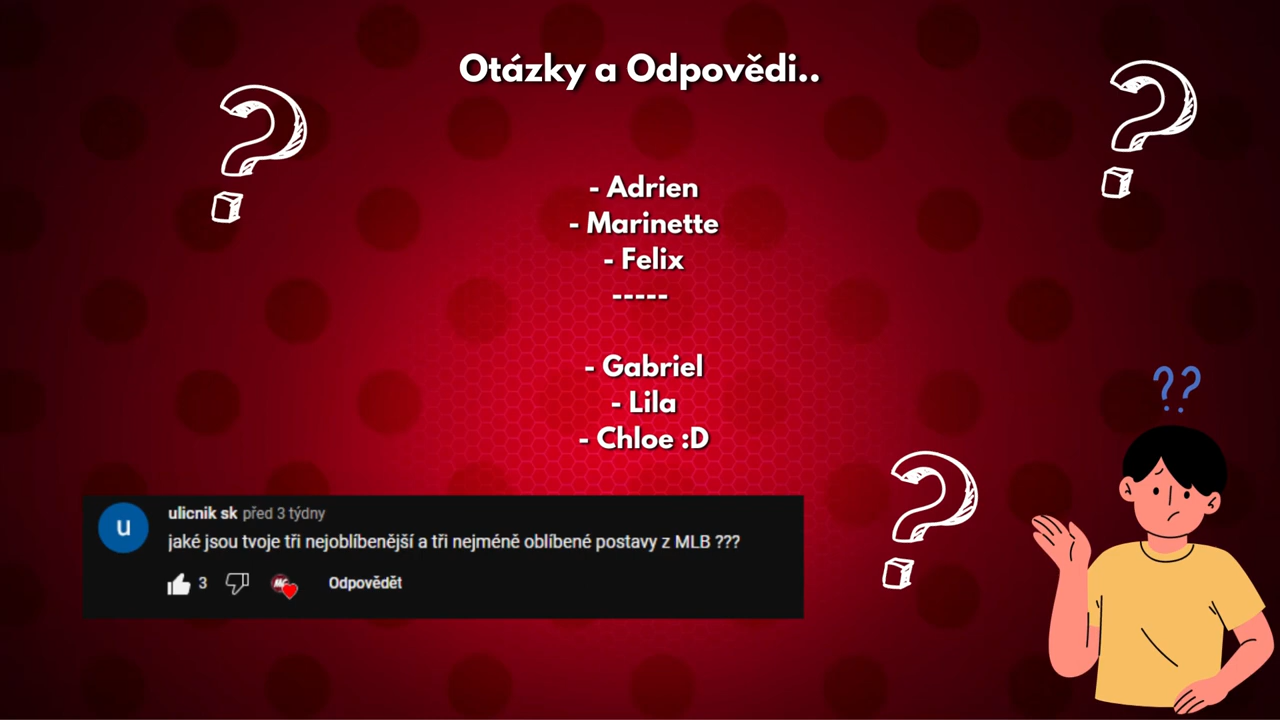 Otázky a Odpovědi..
- Adrien
- Marinette
- Felix
-----
- Gabriel
- Lila
- Chloe :D
u
ulicnik sk před 3 týdny
jaké jsou tvoje tři nejoblíbenější a tři nejméně oblíbené postavy z MLB ???
3
Odpovědět
? ? ?
??